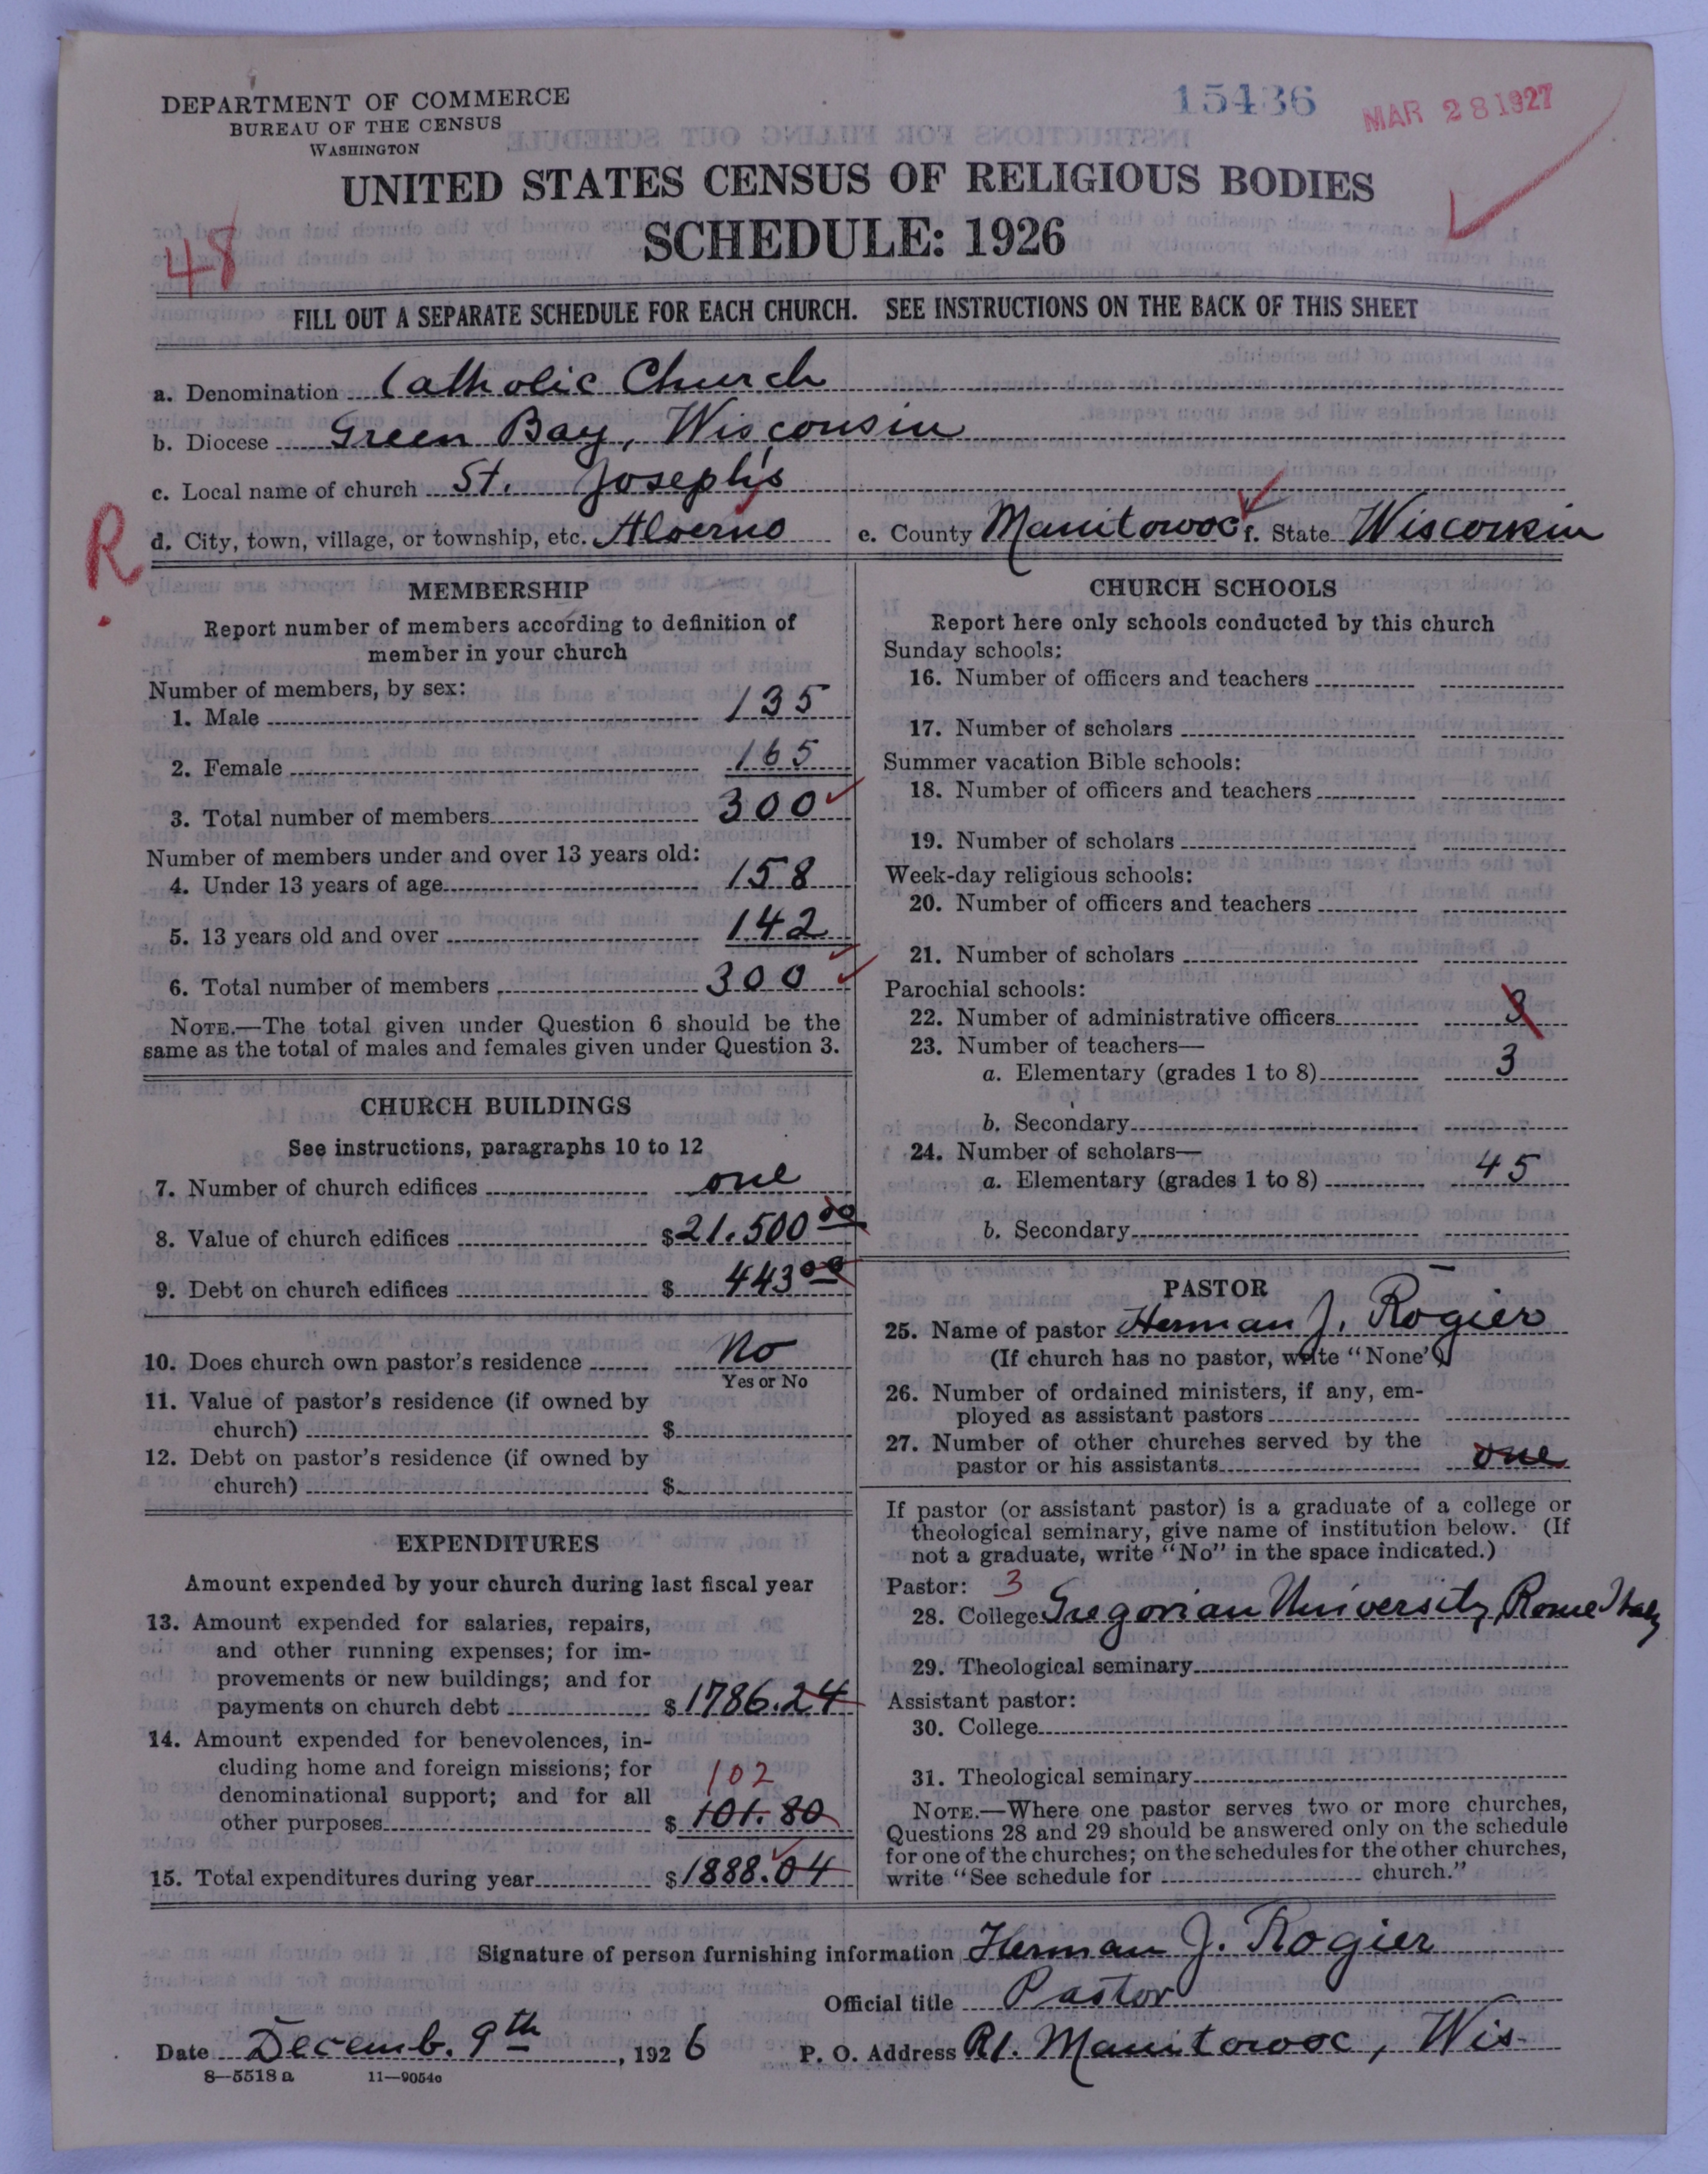 DEPARTMENT OF COMMERCE
BUREAU OF THE CENSUS
WASHINGTON
15436
MAR 28 1927
UNITED STATES CENSUS OF RELIGIOUS BODIES
SCHEDULE: 1926
48
FILL OUT A SEPARATE SCHEDULE FOR EACH CHURCH. SEE INSTRUCTIONS ON THE BACK OF THIS SHEET
a. Denomination Catholic Church
b. Diocese Green Bay, Wisconsin
c. Local name of church St. Joseph's
R.
d. City, town, village, or township, etc. Alverno e. County Manitowoc f. State Wisconsin
MEMBERSHIP
Report number of members according to definition of
member in your church
Number of members, by sex:
1. Male 135
2. Female 165
3. Total number of members 300
Number of members under and over 13 years old:
4. Under 13 years of age 158
5. 13 years old and over 142
6. Total number of members 300
NOTE.—The total given under Question 6 should be the
same as the total of males and females given under Question 3.
CHURCH BUILDINGS
See instructions, paragraphs 10 to 12
7. Number of church edifices one
8. Value of church edifices $21.500 00
9. Debt on church edifices $ 443 00
10. Does church own pastor's residence No
Yes or No
11. Value of pastor's residence (if owned by
church) $
12. Debt on pastor's residence (if owned by
church) $
EXPENDITURES
Amount expended by your church during last fiscal year
13. Amount expended for salaries, repairs,
and other running expenses; for im-
provements or new buildings; and for
payments on church debt $1786.24
14. Amount expended for benevolences, in-
cluding home and foreign missions; for
102
denominational support; and for all
other purposes $ 101.80
15. Total expenditures during year $1888.04
CHURCH SCHOOLS
Report here only schools conducted by this church
Sunday schools:
16. Number of officers and teachers
17. Number of scholars
Summer vacation Bible schools:
18. Number of officers and teachers
19. Number of scholars
Week-day religious schools:
20. Number of officers and teachers
21. Number of scholars
Parochial schools:
22. Number of administrative officers 3
23. Number of teachers—
a. Elementary (grades 1 to 8) 3
b. Secondary
24. Number of scholars—
a. Elementary (grades 1 to 8) 45
b. Secondary
PASTOR
25. Name of pastor Herman J. Rogier
(If church has no pastor, write "None")
26. Number of ordained ministers, if any, em-
ployed as assistant pastors
27. Number of other churches served by the
pastor or his assistants one
If pastor (or assistant pastor) is a graduate of a college or
theological seminary, give name of institution below. (If
not a graduate, write "No" in the space indicated.)
Pastor: 3
28. College Gregorian University, Rome Italy
29. Theological seminary
Assistant pastor:
30. College
31. Theological seminary
NOTE.—Where one pastor serves two or more churches,
Questions 28 and 29 should be answered only on the schedule
for one of the churches; on the schedules for the other churches,
write "See schedule for church."
Signature of person furnishing information Herman J. Rogier
Official title Pastor
Date Decemb. 9th, 1926 P. O. Address R1. Manitowoc, Wis
8—5518a 11—9054c